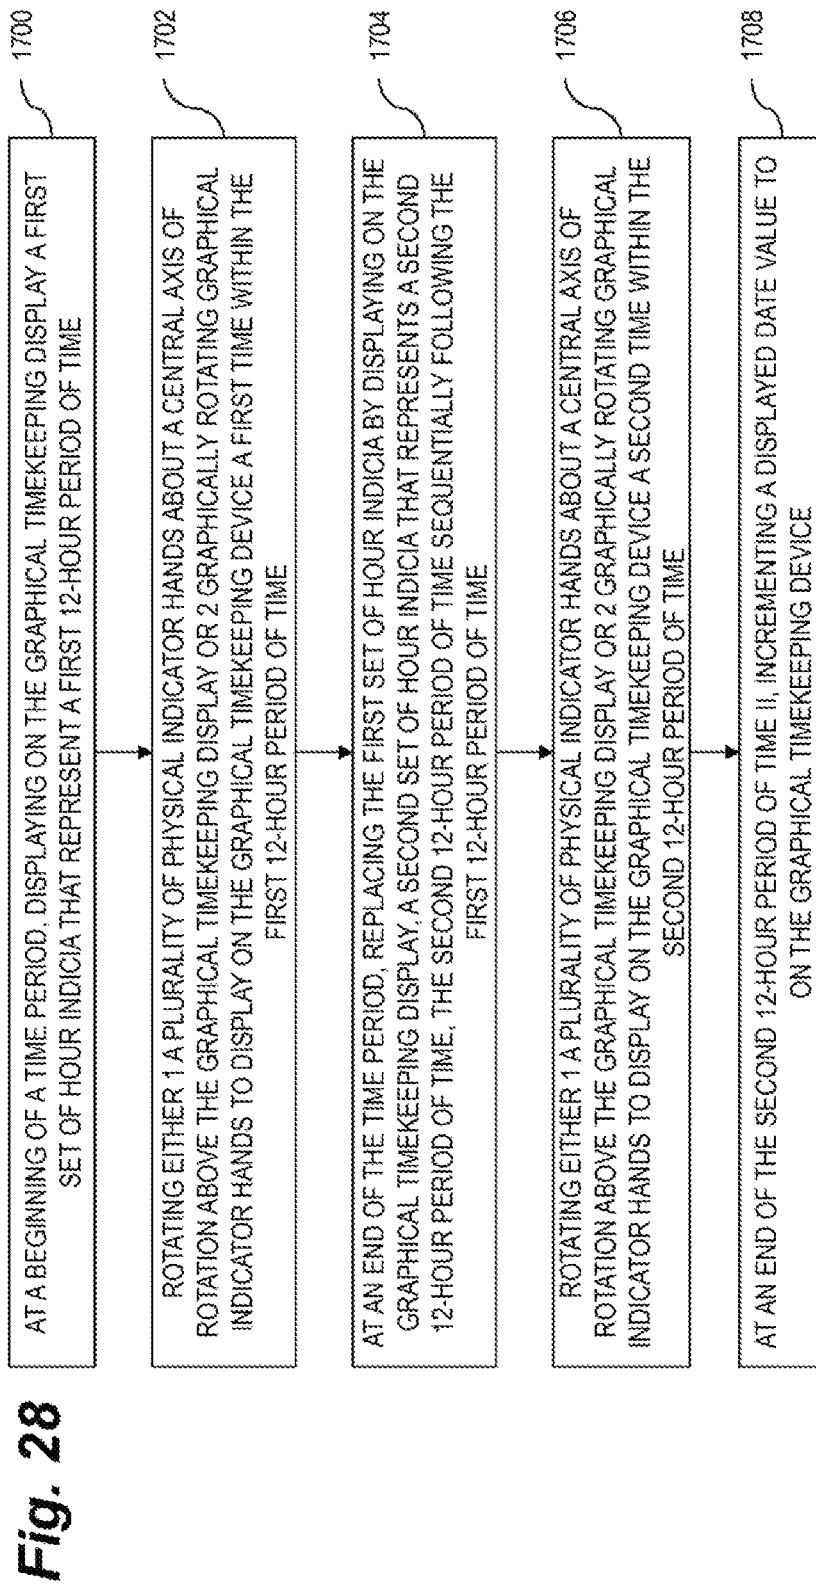 Fig. 28
AT A BEGINNING OF A TIME PERIOD, DISPLAYING ON THE GRAPHICAL TIMEKEEPING DISPLAY A FIRST
SET OF HOUR INDICIA THAT REPRESENT A FIRST 12-HOUR PERIOD OF TIME
1700
ROTATING EITHER 1 A PLURALITY OF PHYSICAL INDICATOR HANDS ABOUT A CENTRAL AXIS OF
ROTATION ABOVE THE GRAPHICAL TIMEKEEPING DISPLAY OR 2 GRAPHICALLY ROTATING GRAPHICAL
INDICATOR HANDS TO DISPLAY ON THE GRAPHICAL TIMEKEEPING DEVICE A FIRST TIME WITHIN THE
FIRST 12-HOUR PERIOD OF TIME
1702
AT AN END OF THE TIME PERIOD, REPLACING THE FIRST SET OF HOUR INDICIA BY DISPLAYING ON THE
GRAPHICAL TIMEKEEPING DISPLAY, A SECOND SET OF HOUR INDICIA THAT REPRESENTS A SECOND
12-HOUR PERIOD OF TIME, THE SECOND 12-HOUR PERIOD OF TIME SEQUENTIALLY FOLLOWING THE
FIRST 12-HOUR PERIOD OF TIME
1704
ROTATING EITHER 1 A PLURALITY OF PHYSICAL INDICATOR HANDS ABOUT A CENTRAL AXIS OF
ROTATION ABOVE THE GRAPHICAL TIMEKEEPING DISPLAY OR 2 GRAPHICALLY ROTATING GRAPHICAL
INDICATOR HANDS TO DISPLAY ON THE GRAPHICAL TIMEKEEPING DEVICE A SECOND TIME WITHIN THE
SECOND 12-HOUR PERIOD OF TIME
1706
AT AN END OF THE SECOND 12-HOUR PERIOD OF TIME II, INCREMENTING A DISPLAYED DATE VALUE TO
ON THE GRAPHICAL TIMEKEEPING DEVICE
1708